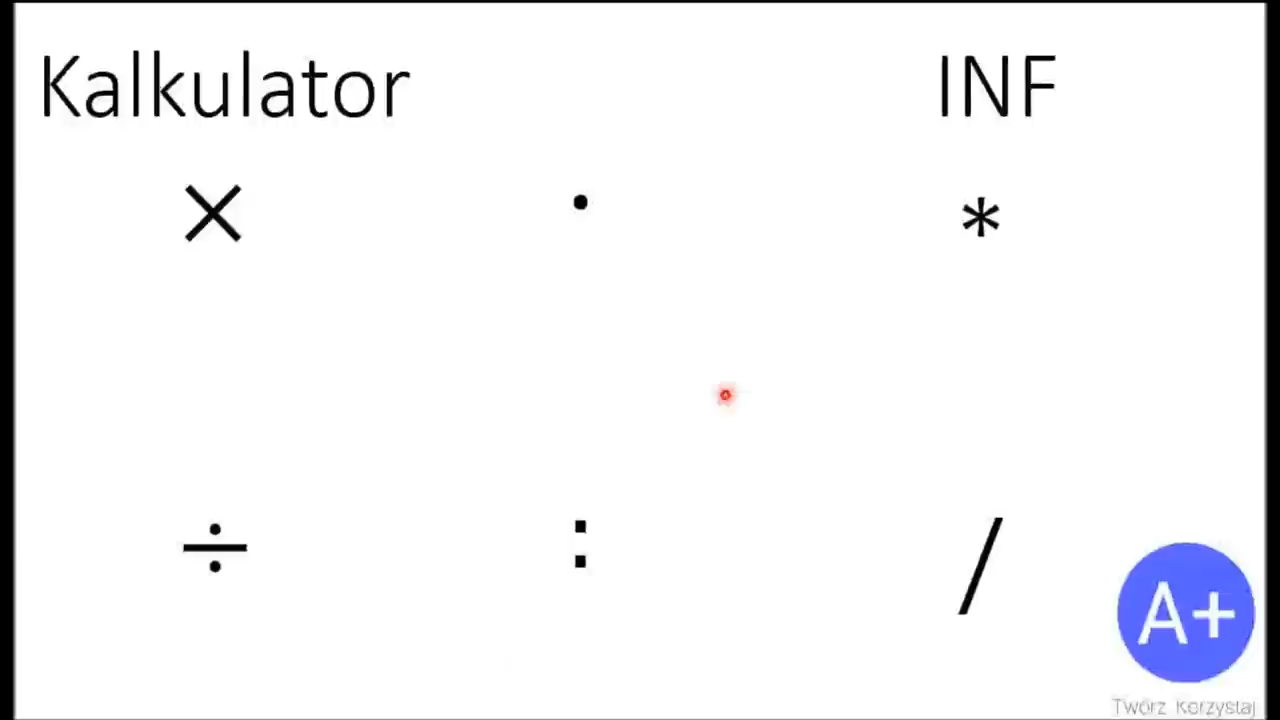 Kalkulator INF
× · *
÷ : /
A+
Twórz Korzystaj